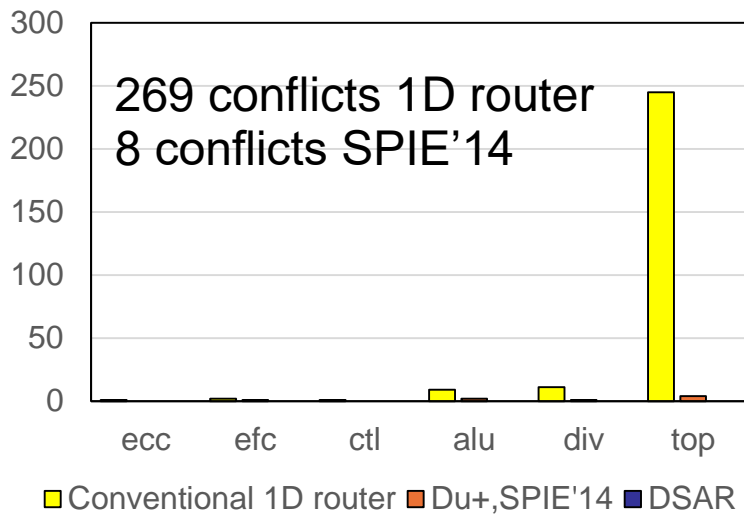 300
250
200
150
100
50
0
269 conflicts 1D router
8 conflicts SPIE’14
ecc efc ctl alu div top
Conventional 1D router Du+,SPIE'14 DSAR